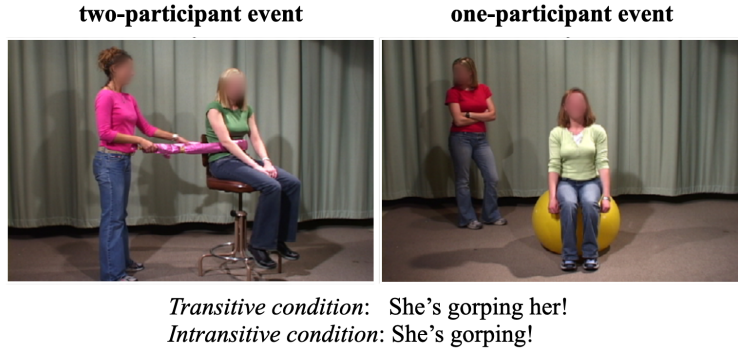 two-participant event
one-participant event
Transitive condition: She's gorping her!
Intransitive condition: She's gorping!